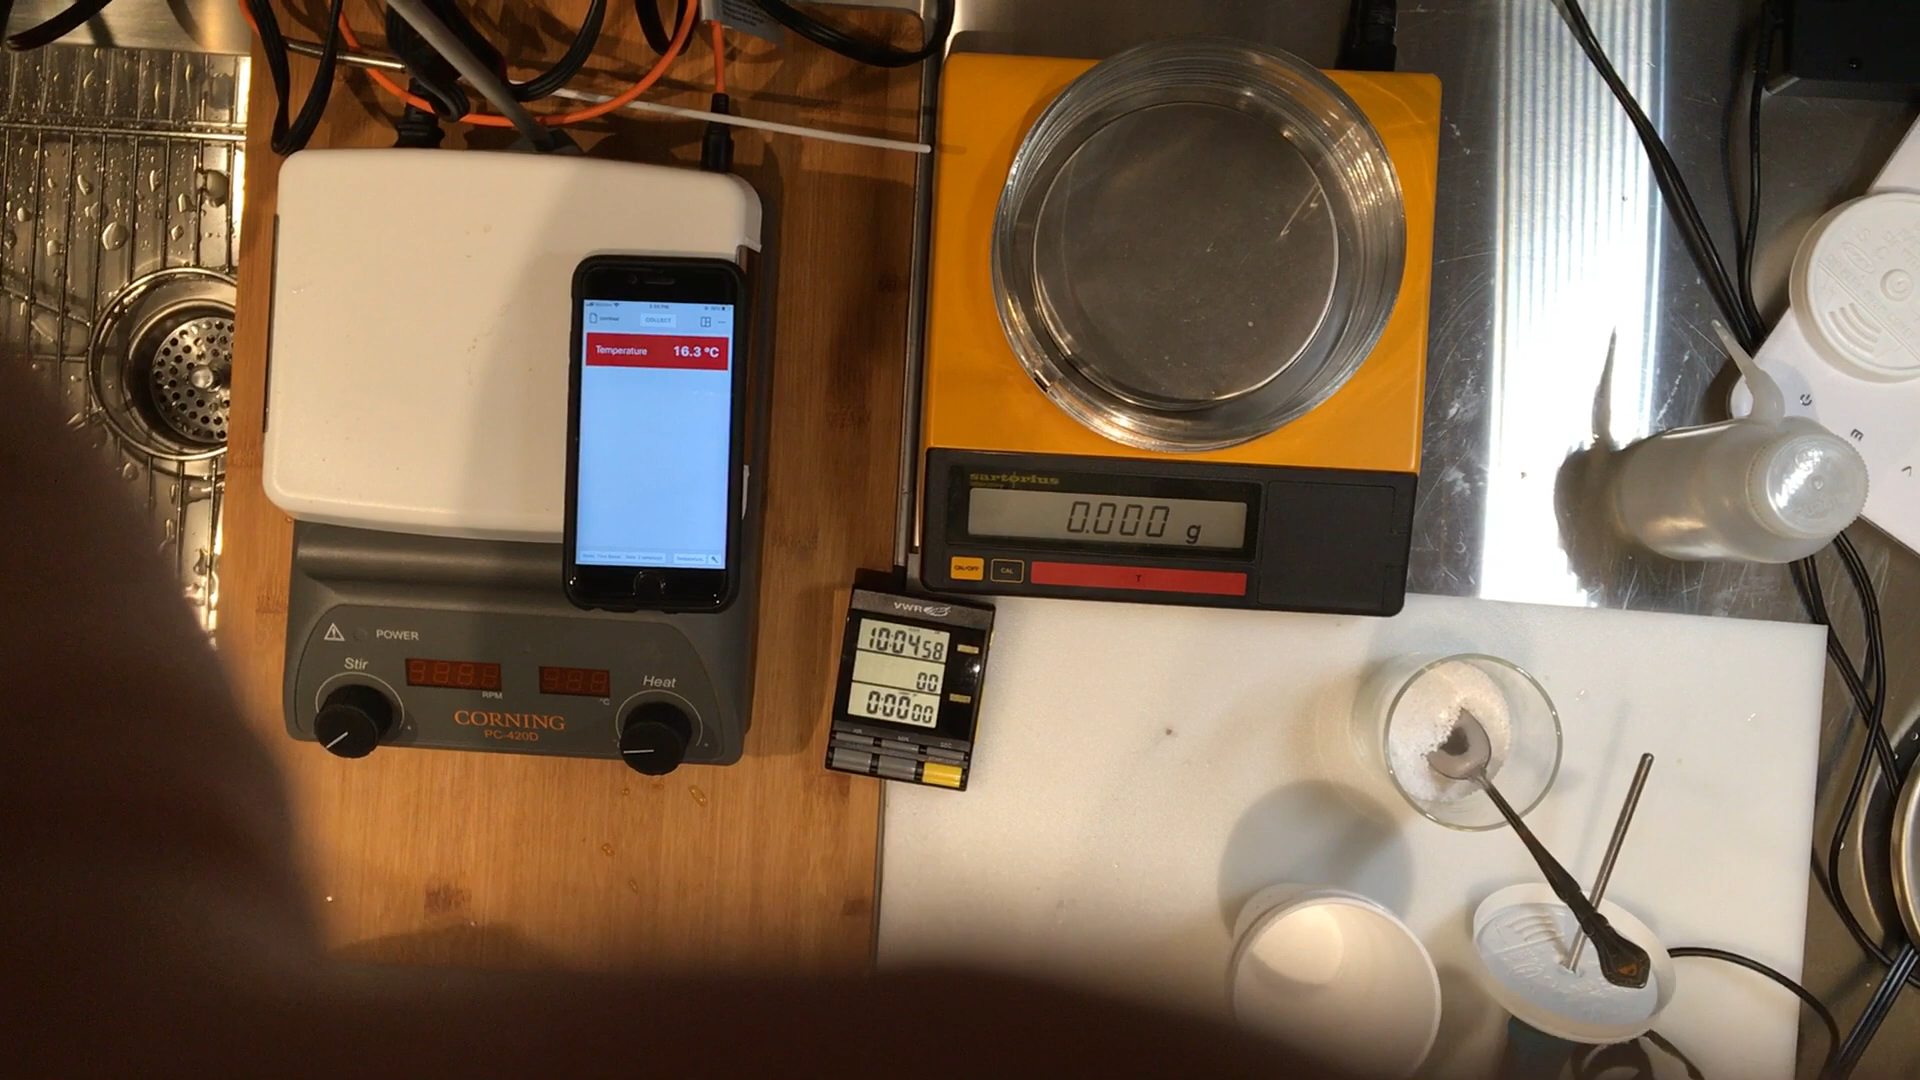 COLLECT
Temperature 16.3 °C
POWER
Stir
Heat
RPM
°C
CORNING
PC-420D
VWR
10:04 58
00
0:00 00
sartorius
0.000 g
ON/OFF
CAL
T